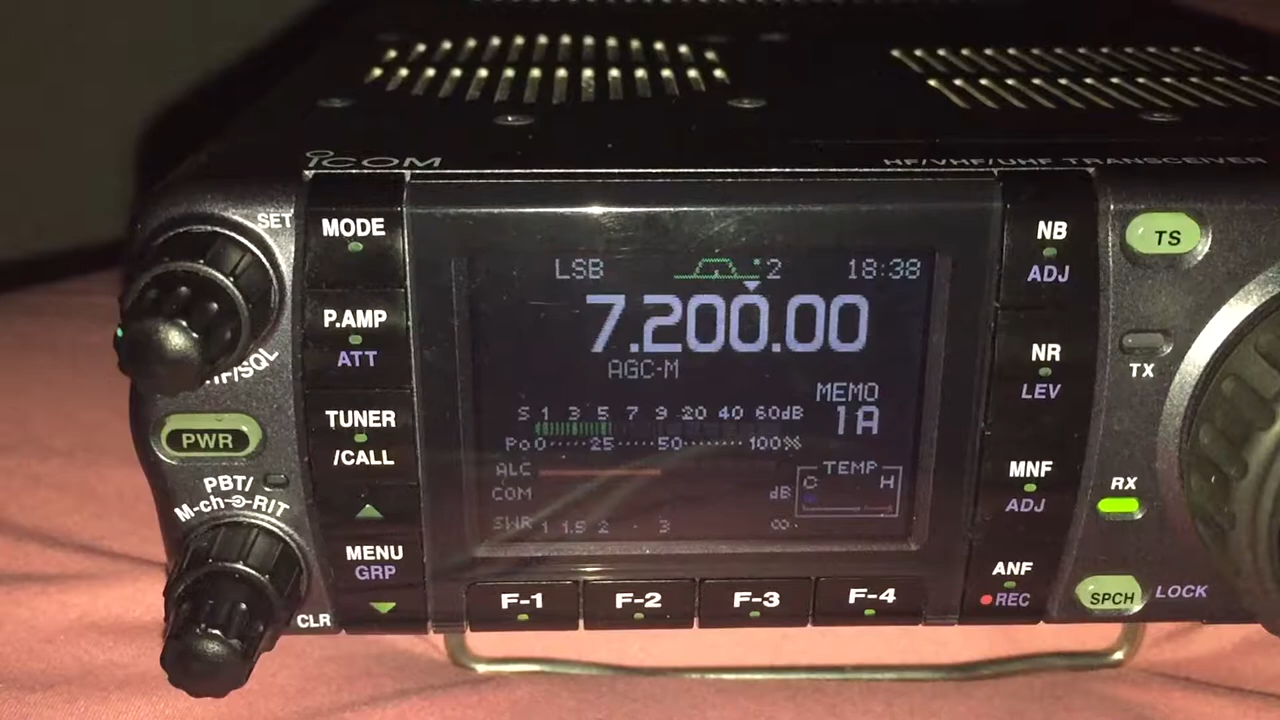 ICOM
HF/VHF/UHF TRANSCEIVER
SET
MODE
P.AMP
ATT
TUNER
/CALL
MENU
GRP
AF/SQL
PWR
PBT/
M-ch RIT
CLR
LSB 2 18:38
7.200.00
AGC-M
MEMO
1A
S 1 3 5 7 9 20 40 60dB
Po 0 25 50 100%
ALC
COM dB
SWR 1 1.5 2 3 ∞
TEMP
C H
F-1 F-2 F-3 F-4
NB
ADJ
NR
LEV
MNF
ADJ
ANF
REC
TS
TX
RX
SPCH LOCK